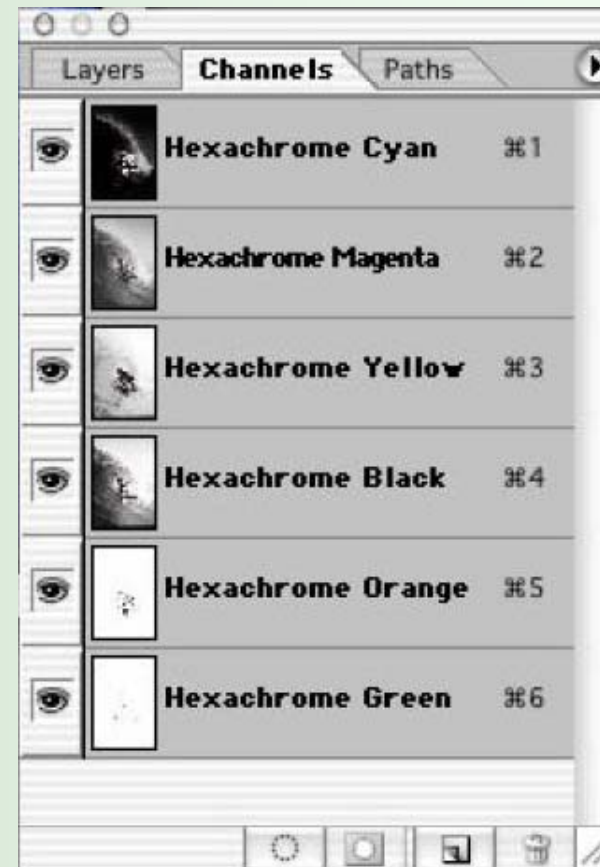 Layers Channels Paths
Hexachrome Cyan ⌘1
Hexachrome Magenta ⌘2
Hexachrome Yellow ⌘3
Hexachrome Black ⌘4
Hexachrome Orange ⌘5
Hexachrome Green ⌘6